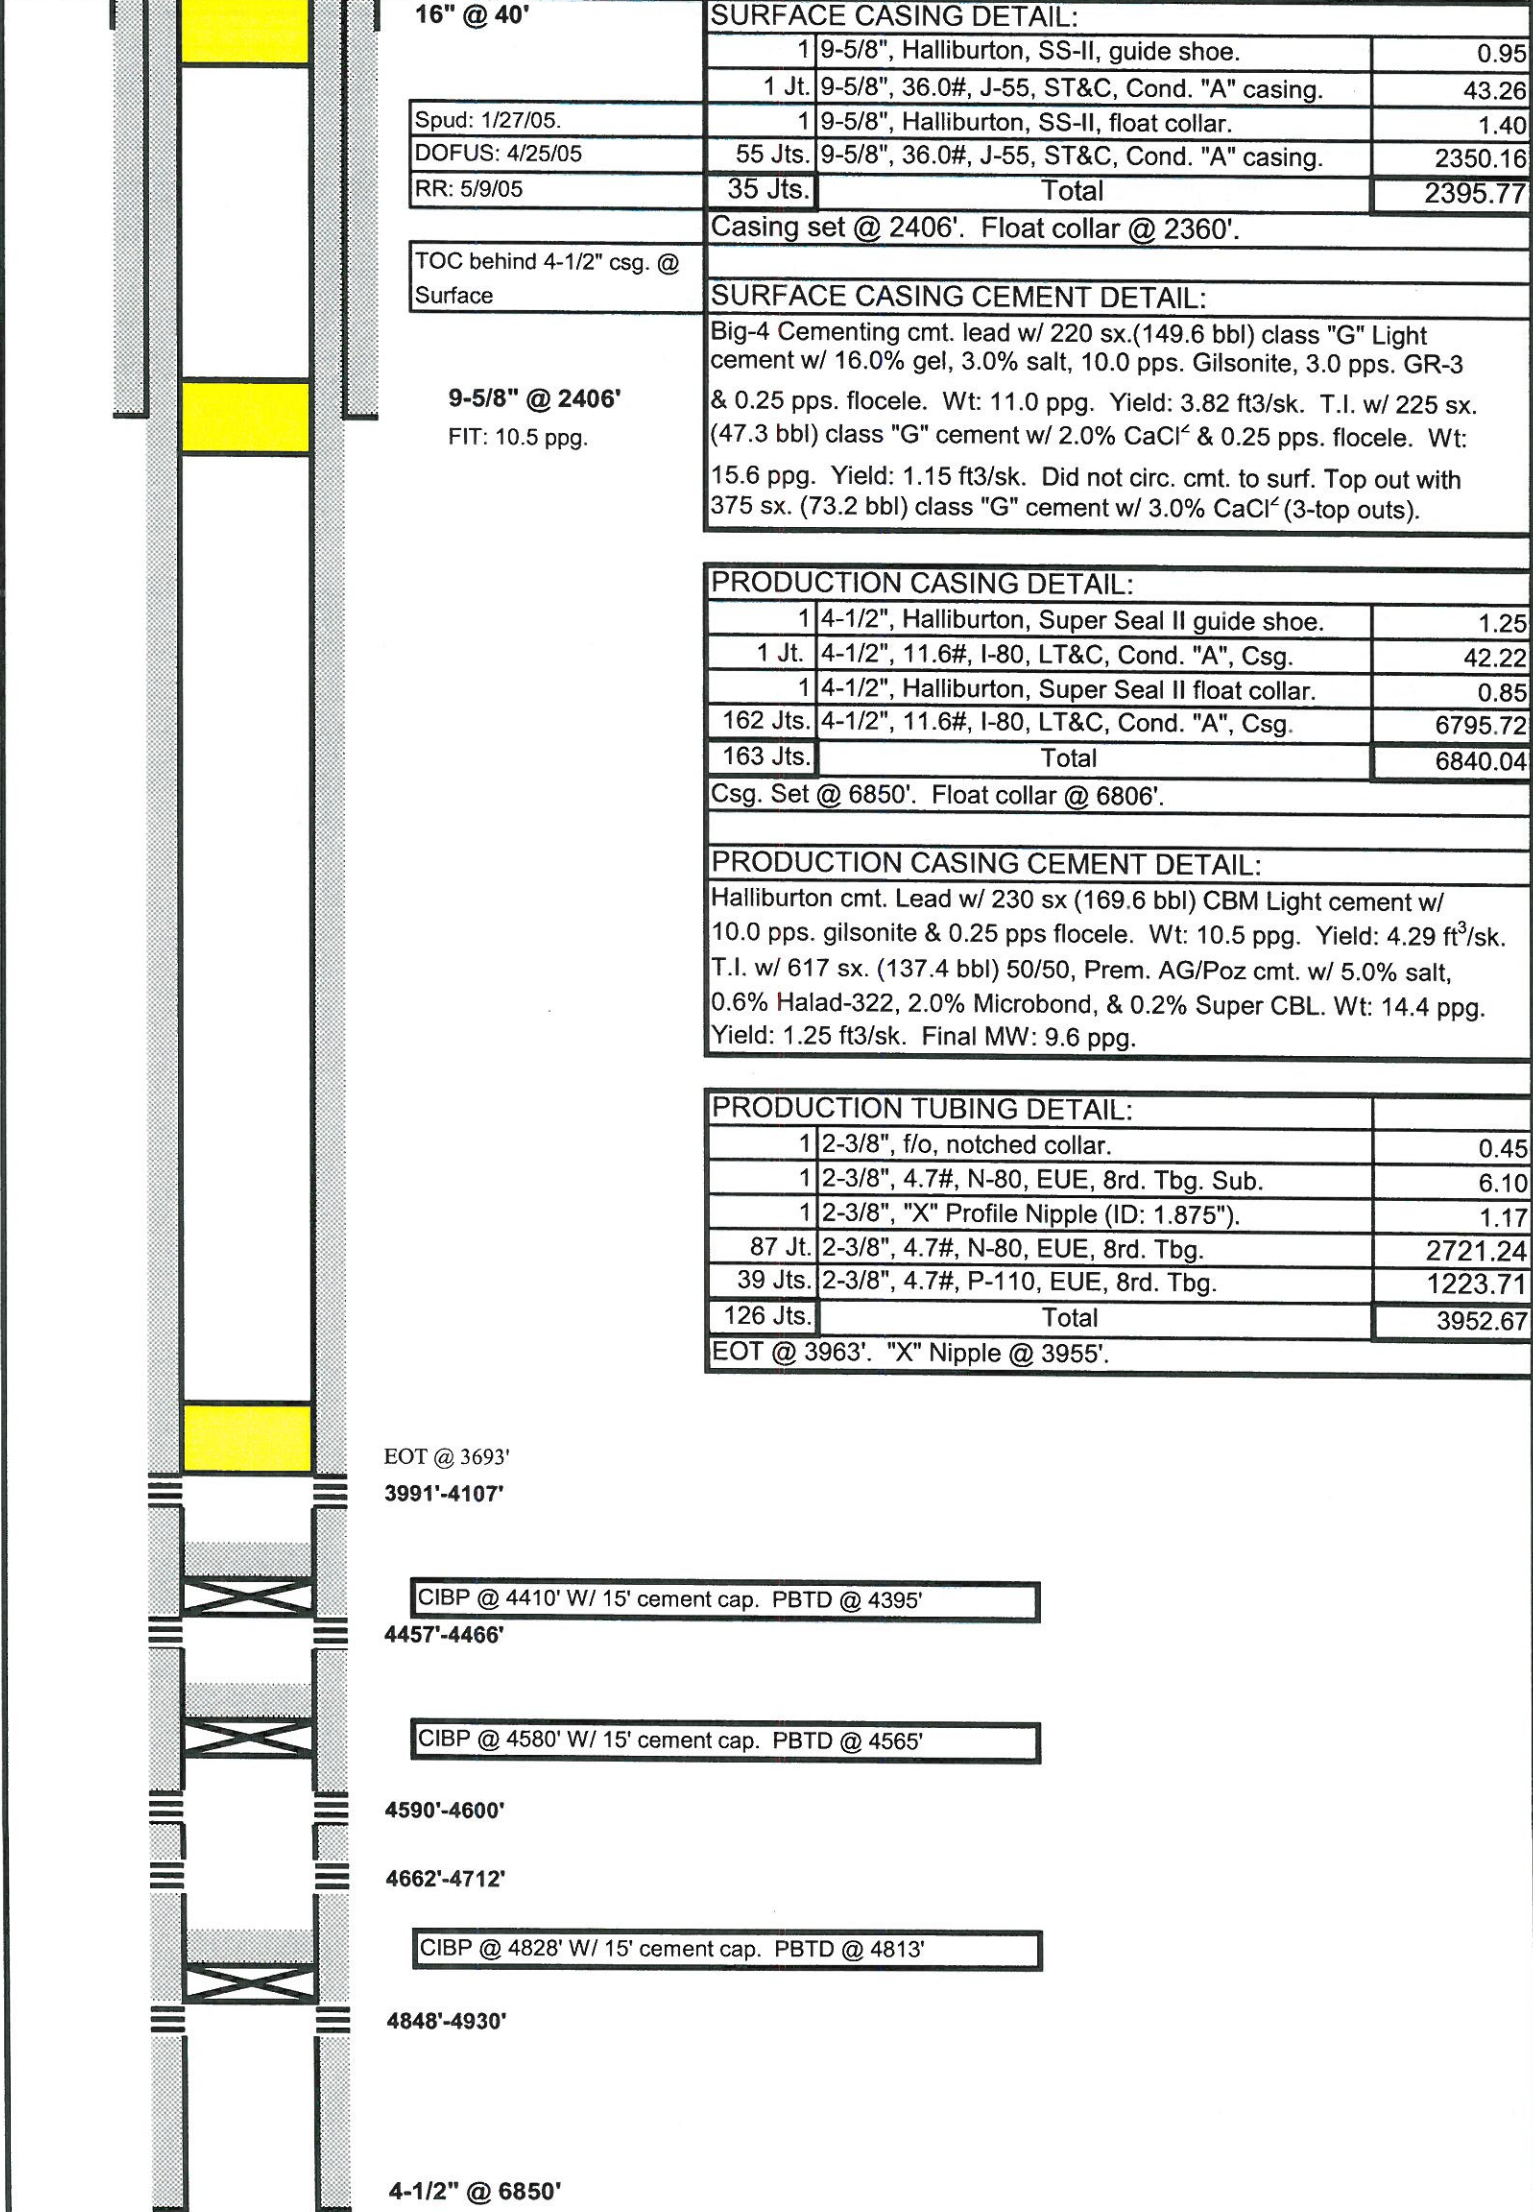 16" @ 40'
Spud: 1/27/05.
DOFUS: 4/25/05
RR: 5/9/05
TOC behind 4-1/2" csg. @
Surface
9-5/8" @ 2406'
FIT: 10.5 ppg.
SURFACE CASING DETAIL:
1 9-5/8", Halliburton, SS-II, guide shoe. 0.95
1 Jt. 9-5/8", 36.0#, J-55, ST&C, Cond. "A" casing. 43.26
1 9-5/8", Halliburton, SS-II, float collar. 1.40
55 Jts. 9-5/8", 36.0#, J-55, ST&C, Cond. "A" casing. 2350.16
35 Jts. Total 2395.77
Casing set @ 2406'. Float collar @ 2360'.
SURFACE CASING CEMENT DETAIL:
Big-4 Cementing cmt. lead w/ 220 sx.(149.6 bbl) class "G" Light
cement w/ 16.0% gel, 3.0% salt, 10.0 pps. Gilsonite, 3.0 pps. GR-3
& 0.25 pps. flocele. Wt: 11.0 ppg. Yield: 3.82 ft3/sk. T.I. w/ 225 sx.
(47.3 bbl) class "G" cement w/ 2.0% CaCl² & 0.25 pps. flocele. Wt:
15.6 ppg. Yield: 1.15 ft3/sk. Did not circ. cmt. to surf. Top out with
375 sx. (73.2 bbl) class "G" cement w/ 3.0% CaCl² (3-top outs).
PRODUCTION CASING DETAIL:
1 4-1/2", Halliburton, Super Seal II guide shoe. 1.25
1 Jt. 4-1/2", 11.6#, I-80, LT&C, Cond. "A", Csg. 42.22
1 4-1/2", Halliburton, Super Seal II float collar. 0.85
162 Jts. 4-1/2", 11.6#, I-80, LT&C, Cond. "A", Csg. 6795.72
163 Jts. Total 6840.04
Csg. Set @ 6850'. Float collar @ 6806'.
PRODUCTION CASING CEMENT DETAIL:
Halliburton cmt. Lead w/ 230 sx (169.6 bbl) CBM Light cement w/
10.0 pps. gilsonite & 0.25 pps flocele. Wt: 10.5 ppg. Yield: 4.29 ft³/sk.
T.I. w/ 617 sx. (137.4 bbl) 50/50, Prem. AG/Poz cmt. w/ 5.0% salt,
0.6% Halad-322, 2.0% Microbond, & 0.2% Super CBL. Wt: 14.4 ppg.
Yield: 1.25 ft3/sk. Final MW: 9.6 ppg.
PRODUCTION TUBING DETAIL:
1 2-3/8", f/o, notched collar. 0.45
1 2-3/8", 4.7#, N-80, EUE, 8rd. Tbg. Sub. 6.10
1 2-3/8", "X" Profile Nipple (ID: 1.875"). 1.17
87 Jt. 2-3/8", 4.7#, N-80, EUE, 8rd. Tbg. 2721.24
39 Jts. 2-3/8", 4.7#, P-110, EUE, 8rd. Tbg. 1223.71
126 Jts. Total 3952.67
EOT @ 3963'. "X" Nipple @ 3955'.
EOT @ 3693'
3991'-4107'
CIBP @ 4410' W/ 15' cement cap. PBTD @ 4395'
4457'-4466'
CIBP @ 4580' W/ 15' cement cap. PBTD @ 4565'
4590'-4600'
4662'-4712'
CIBP @ 4828' W/ 15' cement cap. PBTD @ 4813'
4848'-4930'
4-1/2" @ 6850'